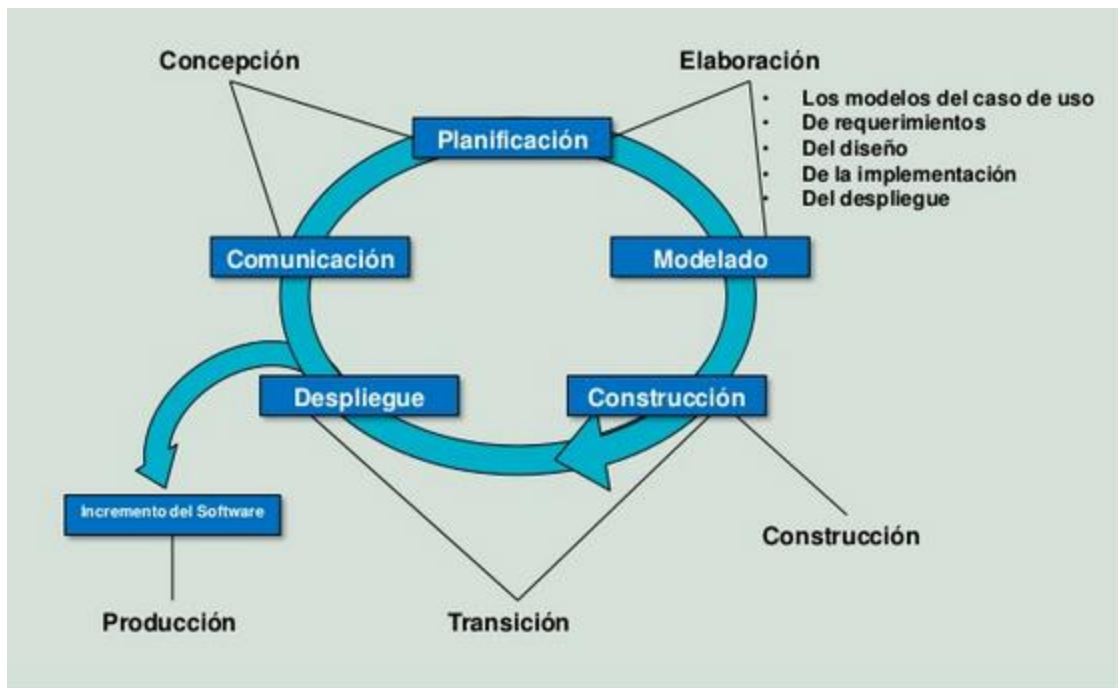 Concepción
Elaboración
• Los modelos del caso de uso
• De requerimientos
• Del diseño
• De la implementación
• Del despliegue
Planificación
Comunicación
Modelado
Despliegue
Construcción
Incremento del Software
Construcción
Producción
Transición